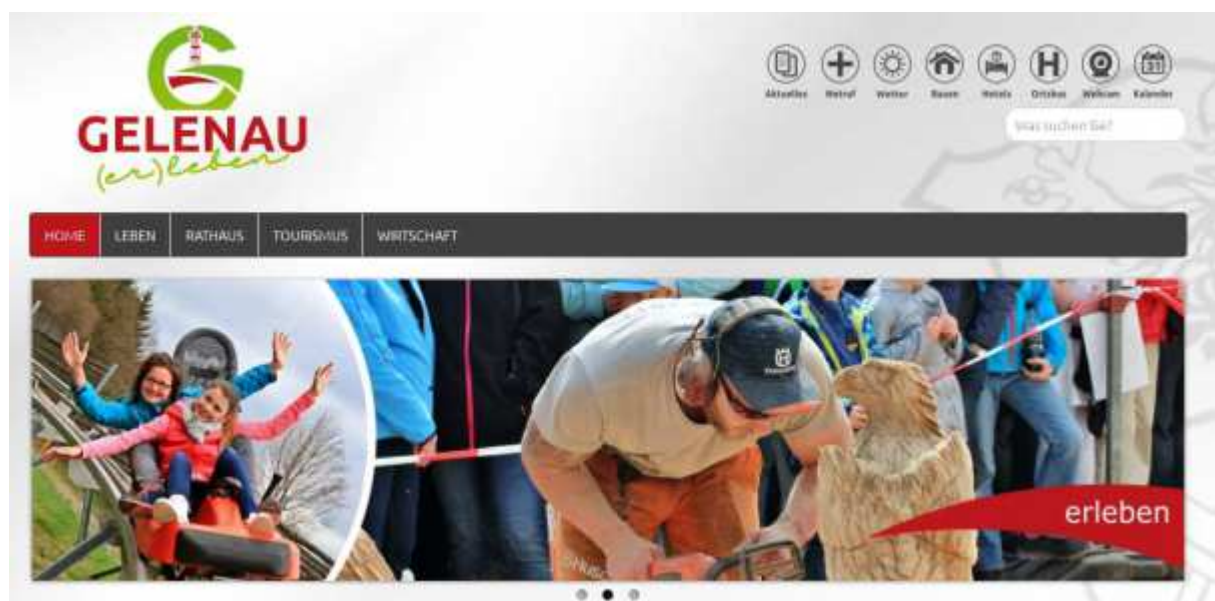 GELENAU
(er)leben
Aktuelles Notruf Wetter Bauen Hotels Ortsbus Webcam Kalender
31
Was suchen Sie?
HOME LEBEN RATHAUS TOURISMUS WIRTSCHAFT
erleben